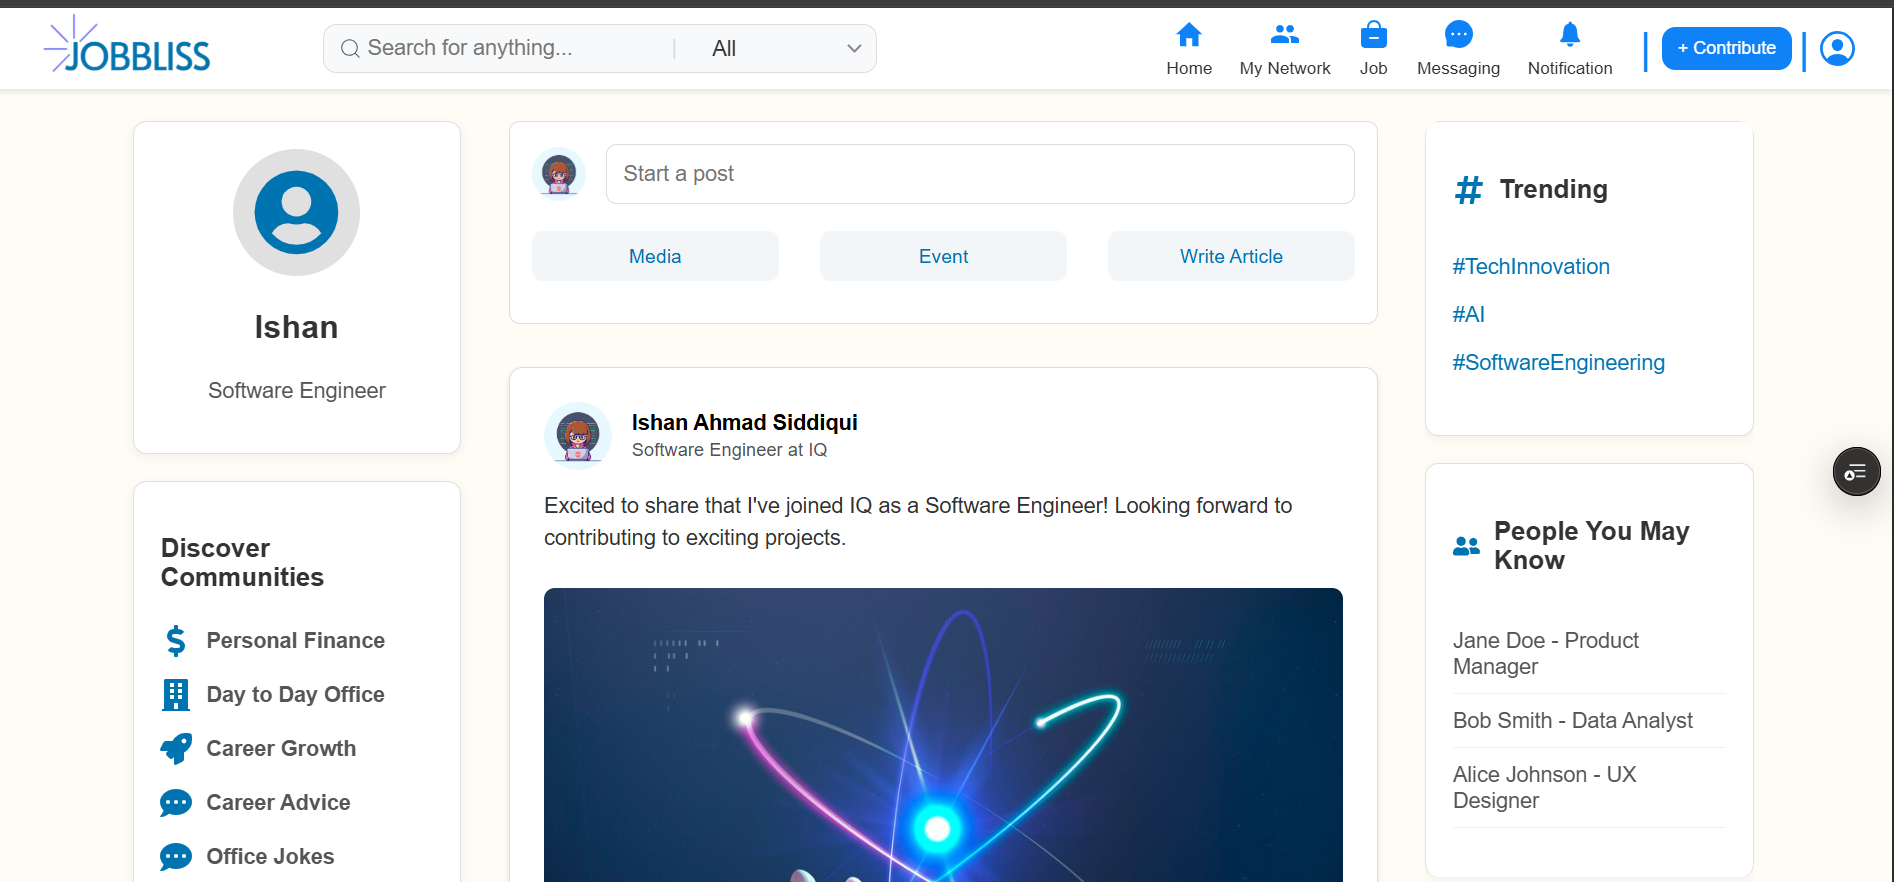 JOBBLISS
Search for anything...
All
Home
My Network
Job
Messaging
Notification
+ Contribute
Ishan
Software Engineer
Discover
Communities
Personal Finance
Day to Day Office
Career Growth
Career Advice
Office Jokes
Start a post
Media
Event
Write Article
Ishan Ahmad Siddiqui
Software Engineer at IQ
Excited to share that I've joined IQ as a Software Engineer! Looking forward to
contributing to exciting projects.
# Trending
#TechInnovation
#AI
#SoftwareEngineering
People You May
Know
Jane Doe - Product
Manager
Bob Smith - Data Analyst
Alice Johnson - UX
Designer